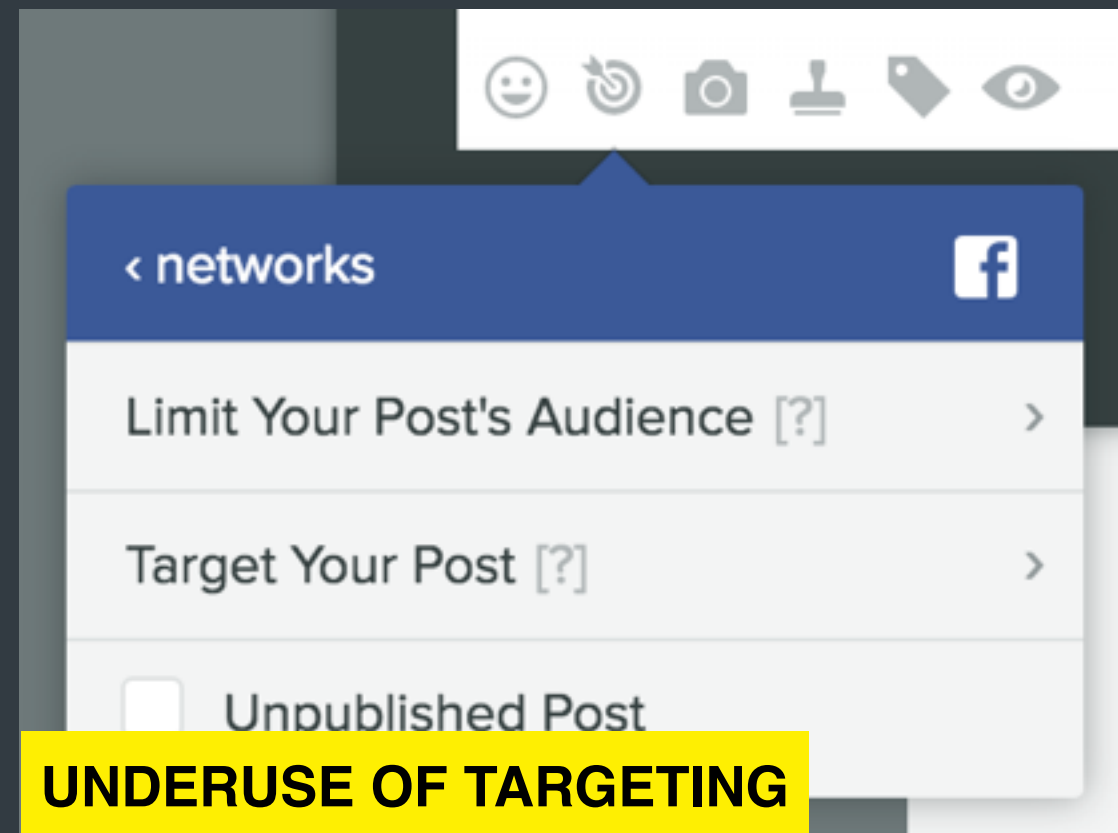 ‹ networks
Limit Your Post's Audience [?]
Target Your Post [?]
Unpublished Post
UNDERUSE OF TARGETING